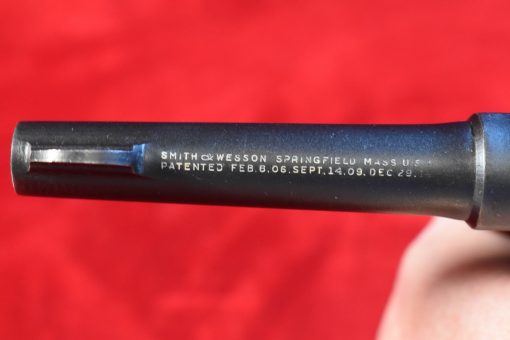 SMITH & WESSON SPRINGFIELD MASS U.S.
PATENTED FEB.6.06.SEPT.14.09.DEC 29.